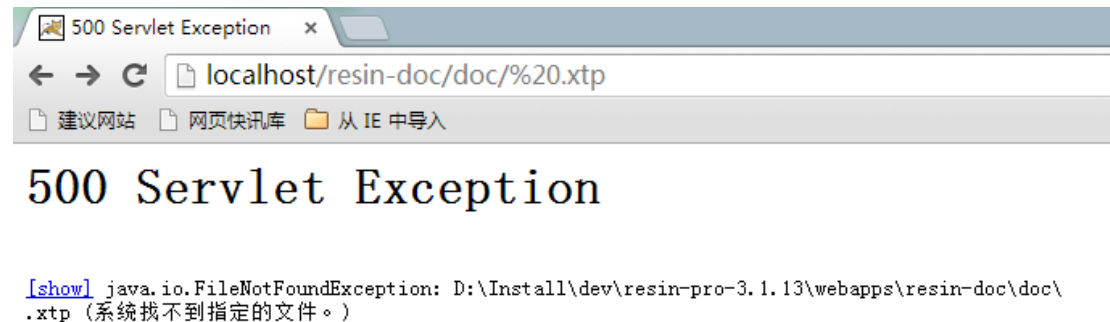 500 Servlet Exception
localhost/resin-doc/doc/%20.xtp
建议网站 网页快讯库 从 IE 中导入
500 Servlet Exception
[show] java.io.FileNotFoundException: D:\Install\dev\resin-pro-3.1.13\webapps\resin-doc\doc\
.xtp (系统找不到指定的文件。)